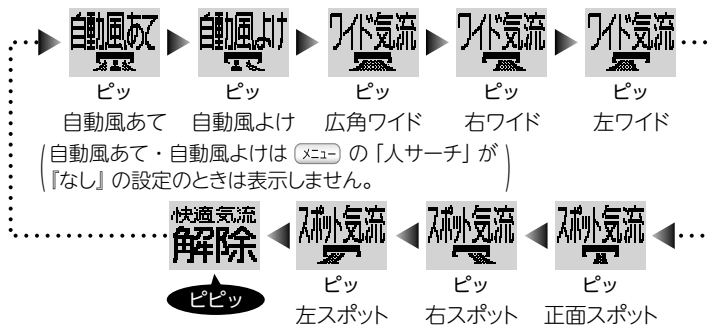 自動風あて 自動風よけ ワイド気流 ワイド気流 ワイド気流
ピッ ピッ ピッ ピッ ピッ
自動風あて 自動風よけ 広角ワイド 右ワイド 左ワイド
(自動風あて・自動風よけは メニュー の「人サーチ」が
『なし』の設定のときは表示しません。)
快適気流
解除 スポット気流 スポット気流 スポット気流
ピピッ ピッ ピッ ピッ
左スポット 右スポット 正面スポット